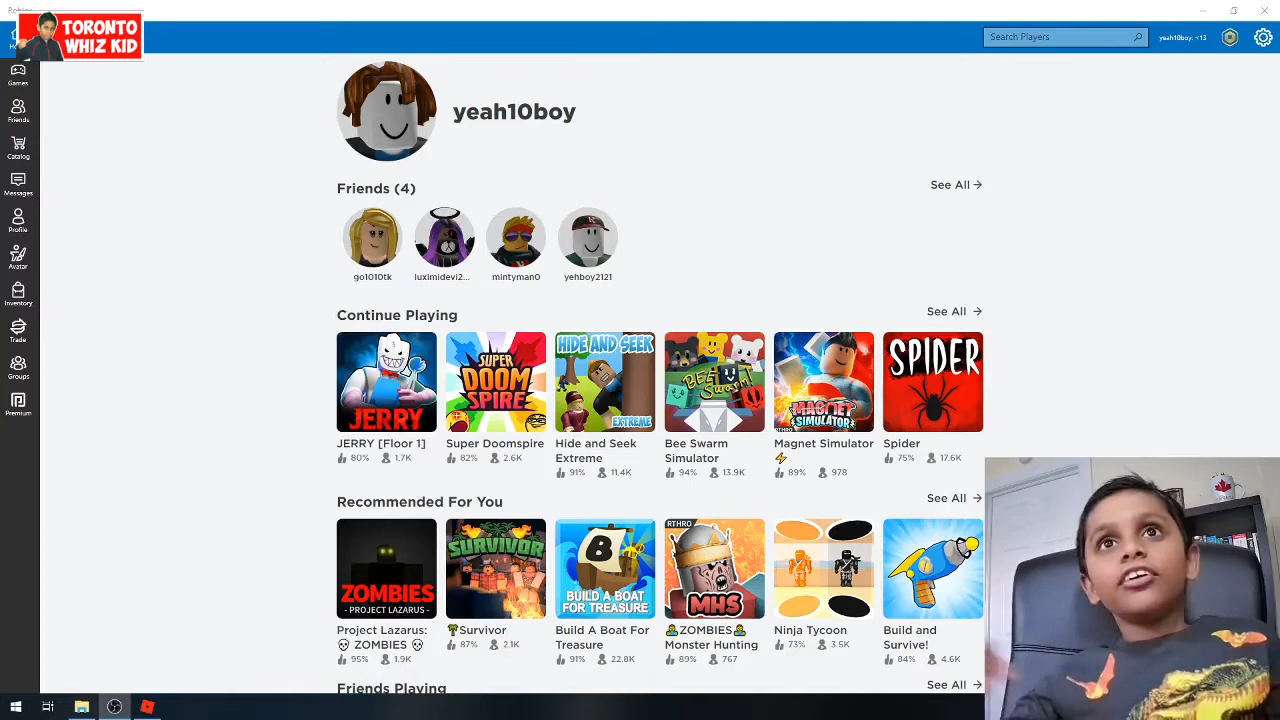 Roblox
TORONTO
WHIZ KID
Search Players
yeah10boy: <13
Games
Friends
Catalog
Messages
Profile
Avatar
Inventory
Trade
Groups
Premium
yeah10boy
Friends (4)
See All
go1010tk
luximidevi2...
mintyman0
yehboy2121
Continue Playing
See All
JERRY
SUPER
DOOM
SPIRE
HIDE AND SEEK
EXTREME
Bee Swarm
MAGNET
SIMULATOR
RTHRO
SPIDER
JERRY [Floor 1]
Super Doomspire
Hide and Seek
Extreme
Bee Swarm
Simulator
Magnet Simulator
⚡
Spider
80% 1.7K
82% 2.6K
91% 11.4K
94% 13.9K
89% 978
75% 17.6K
Recommended For You
See All
ZOMBIES
- PROJECT LAZARUS -
SURVIVOR
B
BUILD A BOAT
FOR TREASURE
RTHRO
MHS
Project Lazarus:
💀 ZOMBIES 💀
🌴Survivor
Build A Boat For
Treasure
🧟ZOMBIES🧟
Monster Hunting
Ninja Tycoon
Build and
Survive!
95% 1.9K
87% 2.1K
91% 22.8K
89% 767
73% 3.5K
84% 4.6K
Friends Playing
See All